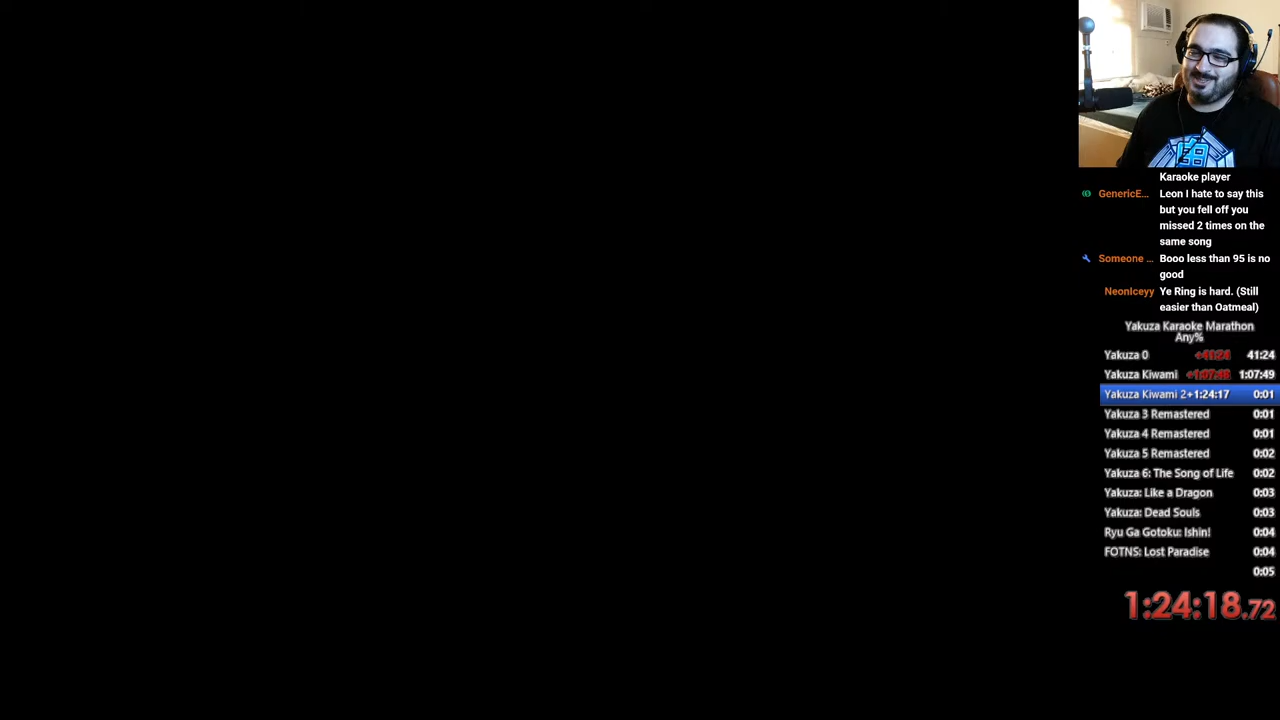 Karaoke player
GenericE... Leon I hate to say this
but you fell off you
missed 2 times on the
same song
Someone ... Booo less than 95 is no
good
NeonIceyy Ye Ring is hard. (Still
easier than Oatmeal)
Yakuza Karaoke Marathon
Any%
Yakuza 0 +41:24 41:24
Yakuza Kiwami +1:07:48 1:07:49
Yakuza Kiwami 2+1:24:17 0:01
Yakuza 3 Remastered 0:01
Yakuza 4 Remastered 0:01
Yakuza 5 Remastered 0:02
Yakuza 6: The Song of Life 0:02
Yakuza: Like a Dragon 0:03
Yakuza: Dead Souls 0:03
Ryu Ga Gotoku: Ishin! 0:04
FOTNS: Lost Paradise 0:04
0:05
1:24:18.72